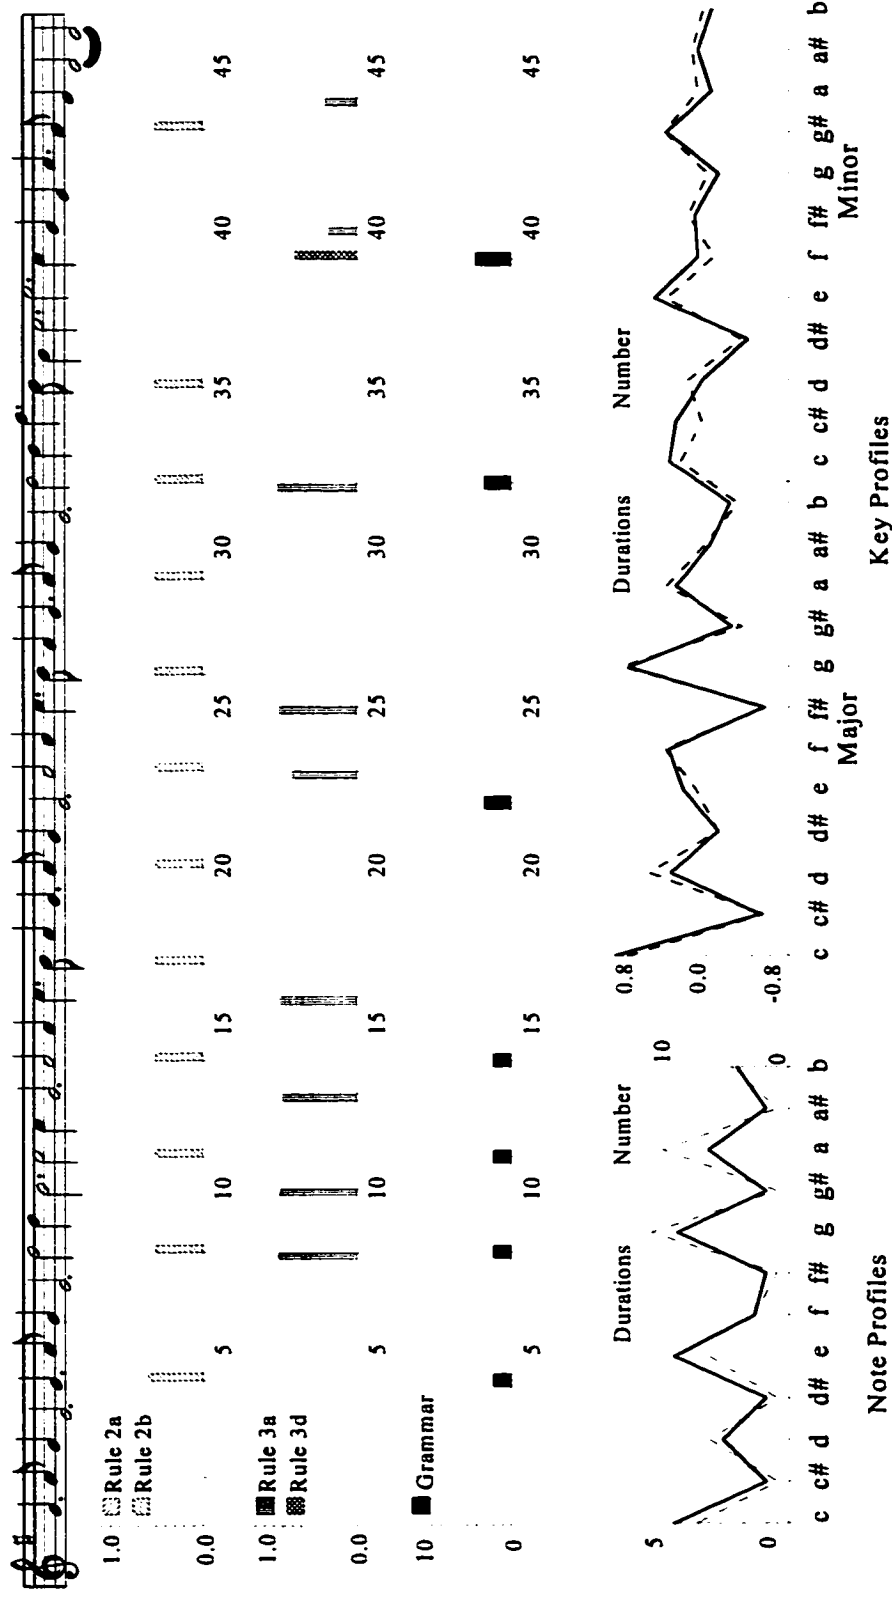 1.0
Rule 2a
Rule 2b
0.0
5 10 15 20 25 30 35 40 45
1.0
Rule 3a
Rule 3d
0.0
5 10 15 20 25 30 35 40 45
10
Grammar
0
5 10 15 20 25 30 35 40 45
Durations Number
5
0
10
0
c c# d d# e f f# g g# a a# b
Note Profiles
Durations Number
0.8
0.0
-0.8
c c# d d# e f f# g g# a a# b c c# d d# e f f# g g# a a# b
Major Minor
Key Profiles